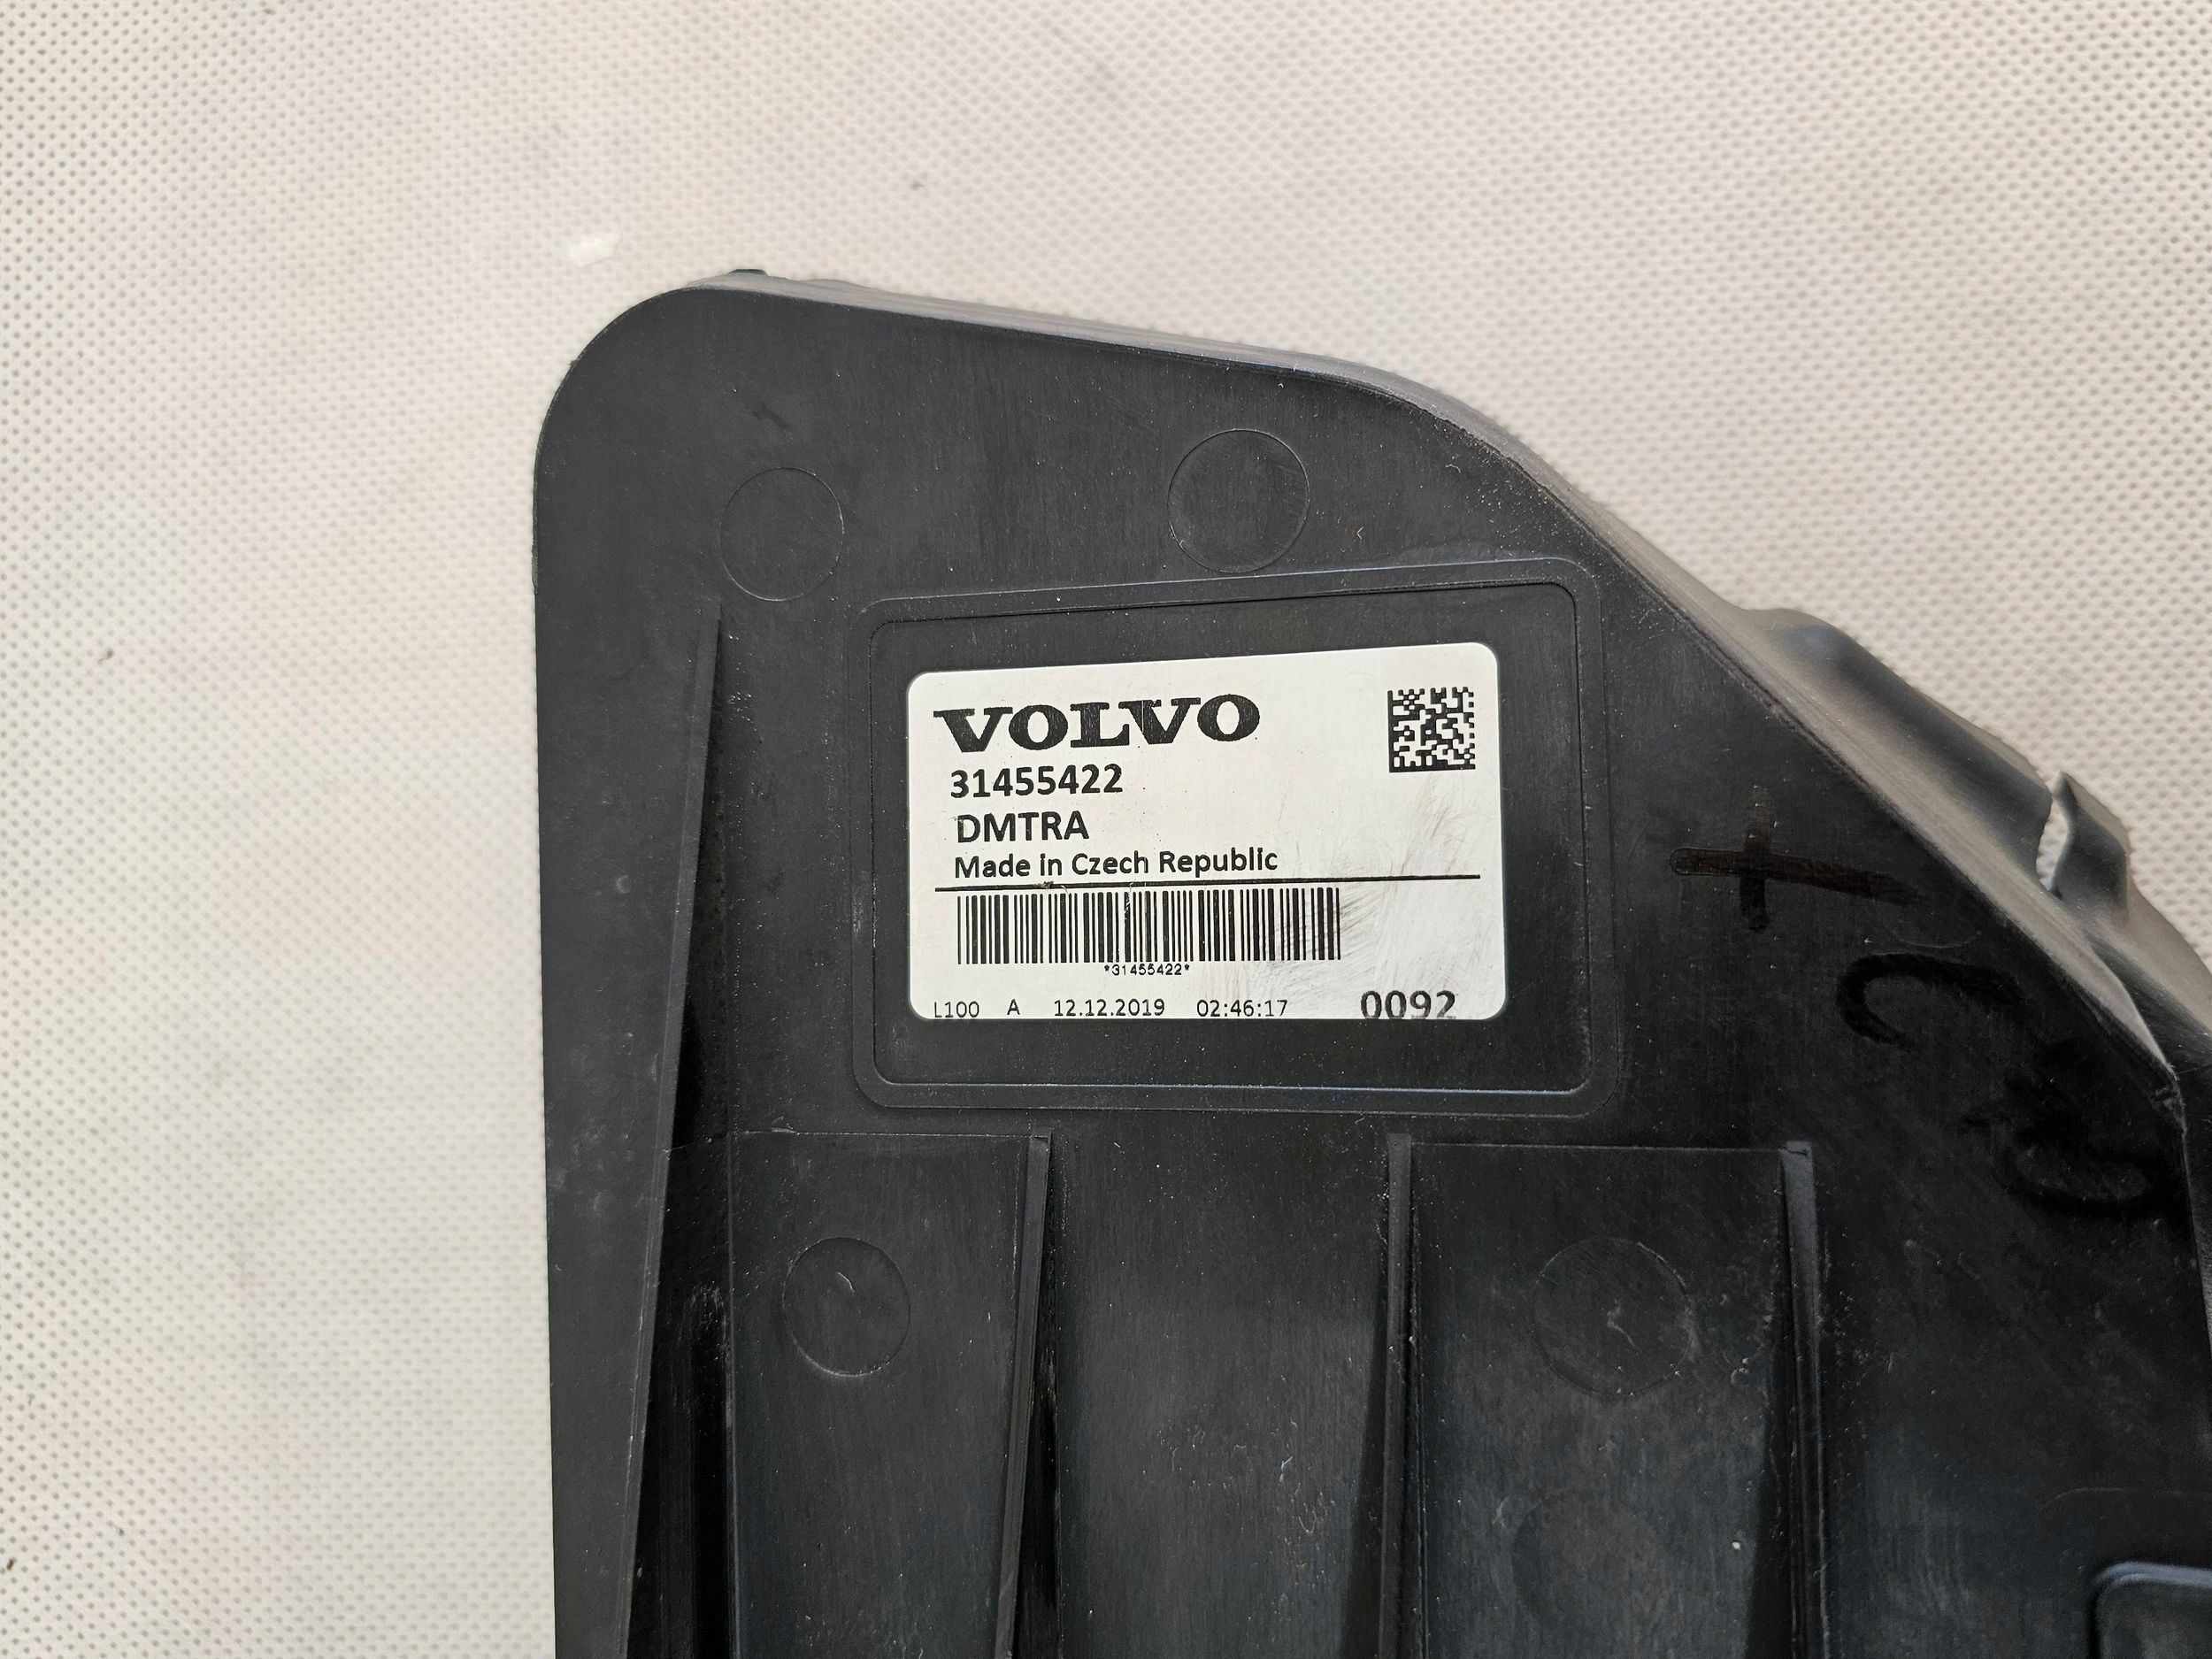 VOLVO
31455422
DMTRA
Made in Czech Republic
*31455422*
L100 A 12.12.2019 02:46:17 0092